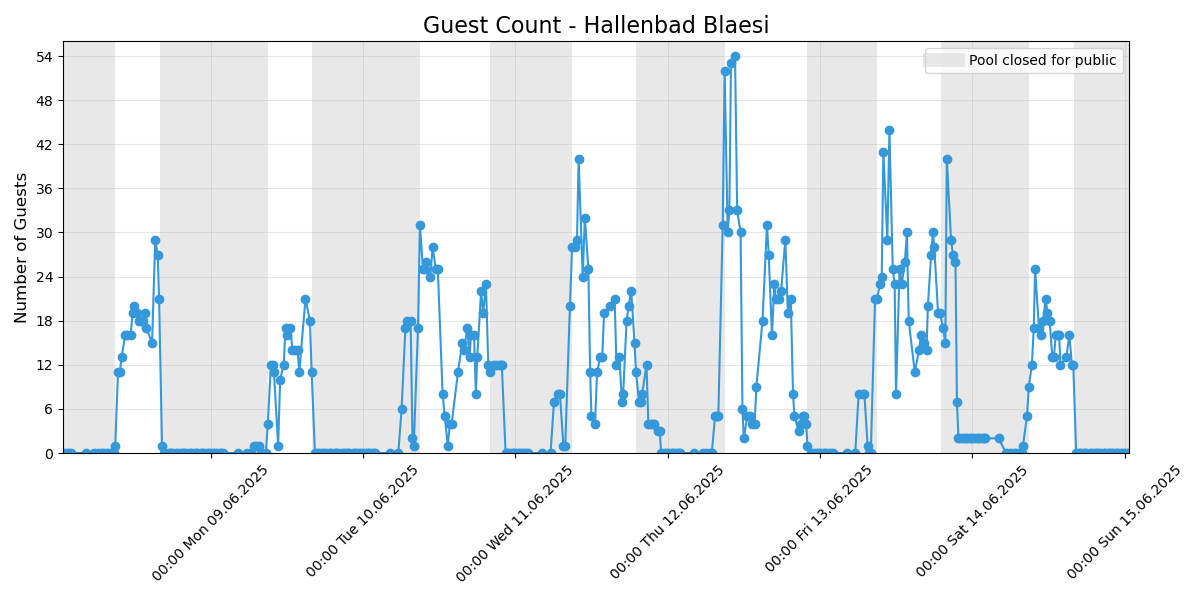 Guest Count - Hallenbad Blaesi
Pool closed for public
Number of Guests
54
48
42
36
30
24
18
12
6
0
00:00 Mon 09.06.2025
00:00 Tue 10.06.2025
00:00 Wed 11.06.2025
00:00 Thu 12.06.2025
00:00 Fri 13.06.2025
00:00 Sat 14.06.2025
00:00 Sun 15.06.2025